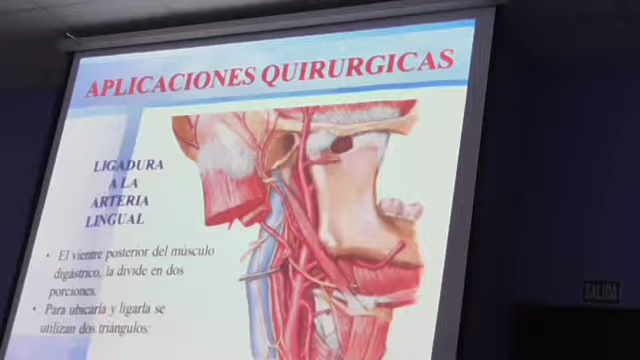 APLICACIONES QUIRURGICAS
LIGADURA
A LA
ARTERIA
LINGUAL
• El vientre posterior del músculo
digástrico, la divide en dos
porciones.
• Para ubicarla y ligarla se
utilizan dos triángulos:
SALIDA